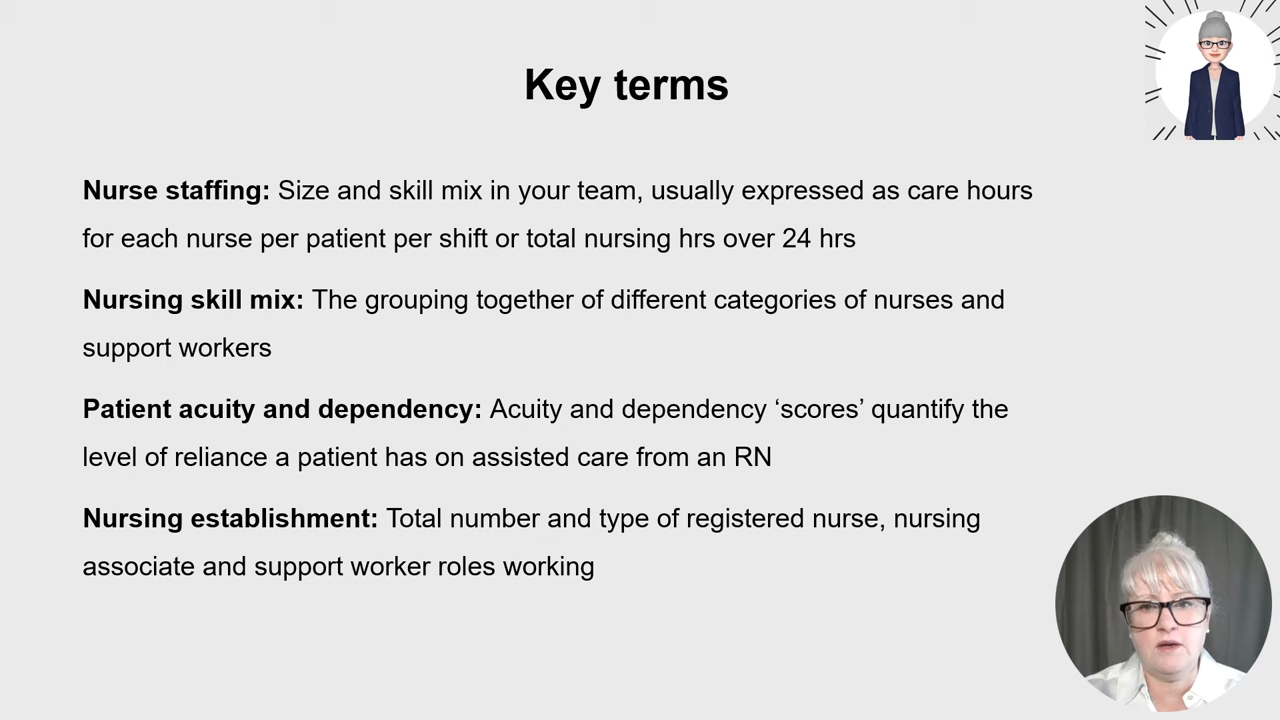 Key terms
Nurse staffing: Size and skill mix in your team, usually expressed as care hours
for each nurse per patient per shift or total nursing hrs over 24 hrs
Nursing skill mix: The grouping together of different categories of nurses and
support workers
Patient acuity and dependency: Acuity and dependency ‘scores’ quantify the
level of reliance a patient has on assisted care from an RN
Nursing establishment: Total number and type of registered nurse, nursing
associate and support worker roles working